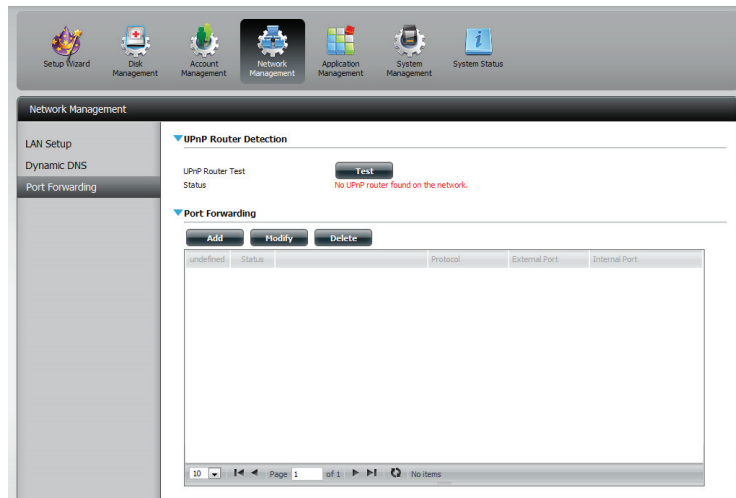 Setup Wizard
Disk Management
Account Management
Network Management
Application Management
System Management
System Status
Network Management
LAN Setup
Dynamic DNS
Port Forwarding
UPnP Router Detection
UPnP Router Test Test
Status No UPnP router found on the network.
Port Forwarding
Add Modify Delete
undefined Status Protocol External Port Internal Port
10 Page 1 of 1 No items